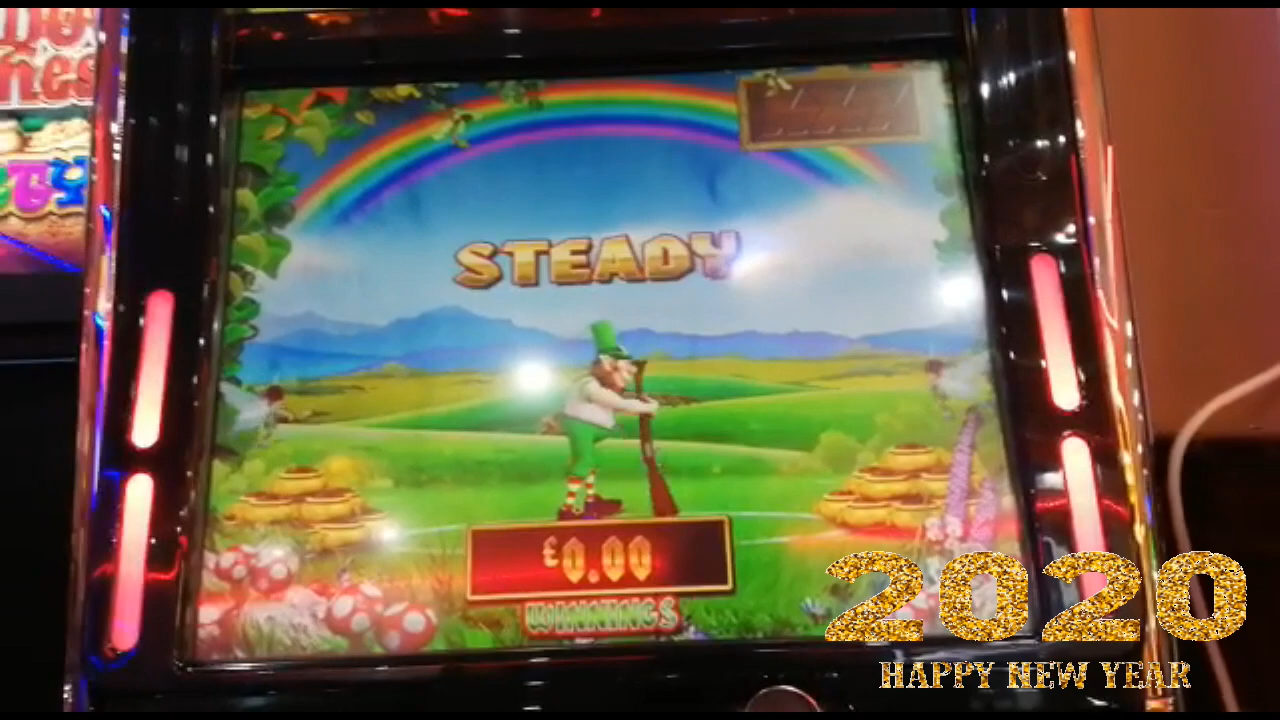 STEADY
£0.00
WINNINGS
2020
HAPPY NEW YEAR